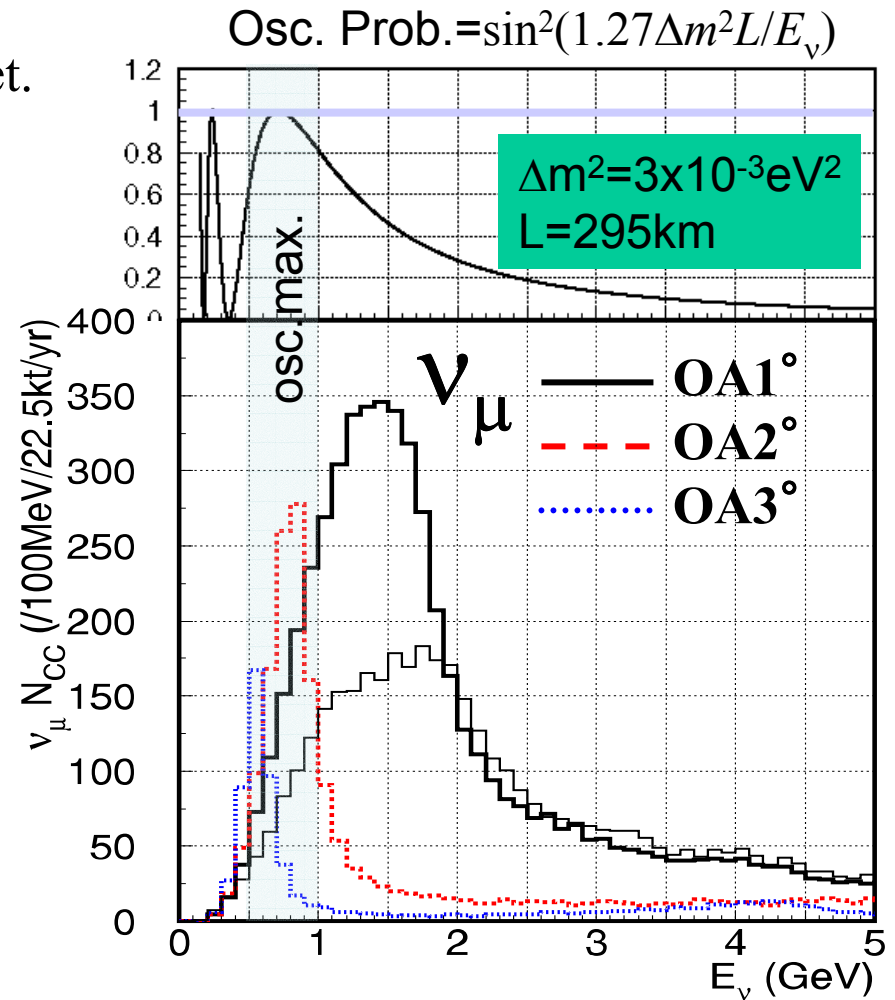 Osc. Prob.=sin²(1.27Δm²L/Eν)
et.
1.2
1
0.8
0.6
0.4
0.2
0
Δm²=3x10⁻³eV²
L=295km
osc.max.
400
350
300
250
200
150
100
50
0
νμ N_CC (/100MeV/22.5kt/yr)
νμ
OA1°
OA2°
OA3°
0 1 2 3 4 5
Eν (GeV)